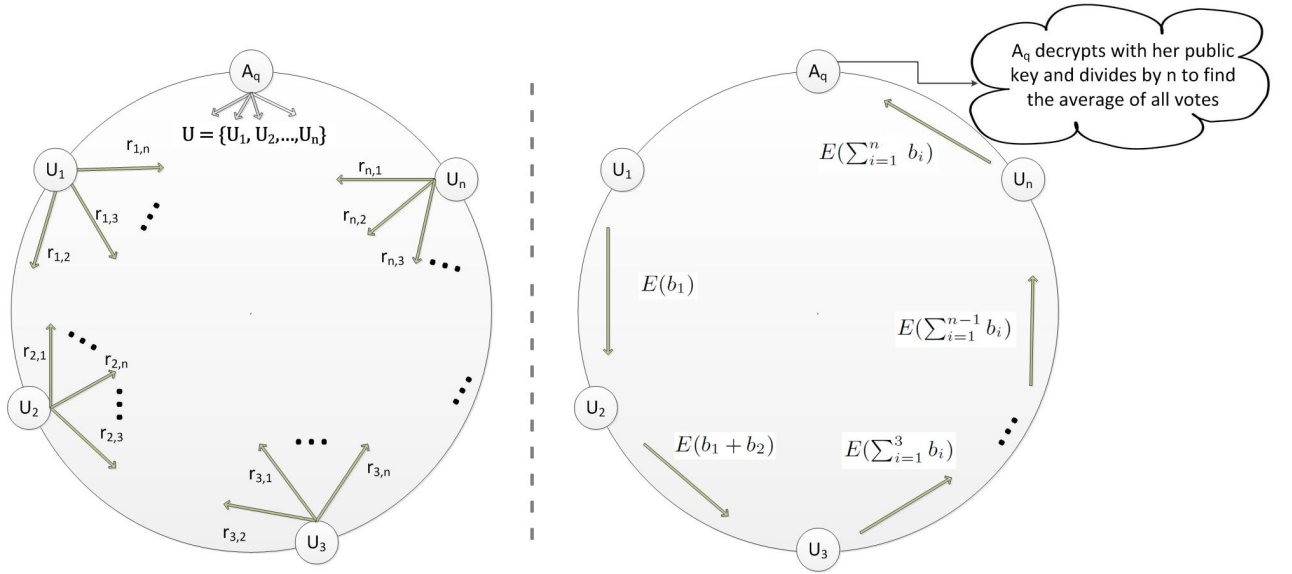 A_q
U = {U_1, U_2,...,U_n}
U_1
r_{1,n}
r_{1,3}
r_{1,2}
U_n
r_{n,1}
r_{n,2}
r_{n,3}
U_2
r_{2,1}
r_{2,n}
r_{2,3}
U_3
r_{3,1}
r_{3,n}
r_{3,2}
A_q
A_q decrypts with her public
key and divides by n to find
the average of all votes
U_1
E(∑_{i=1}^{n} b_i)
U_n
E(b_1)
E(∑_{i=1}^{n-1} b_i)
U_2
E(b_1 + b_2)
E(∑_{i=1}^{3} b_i)
U_3